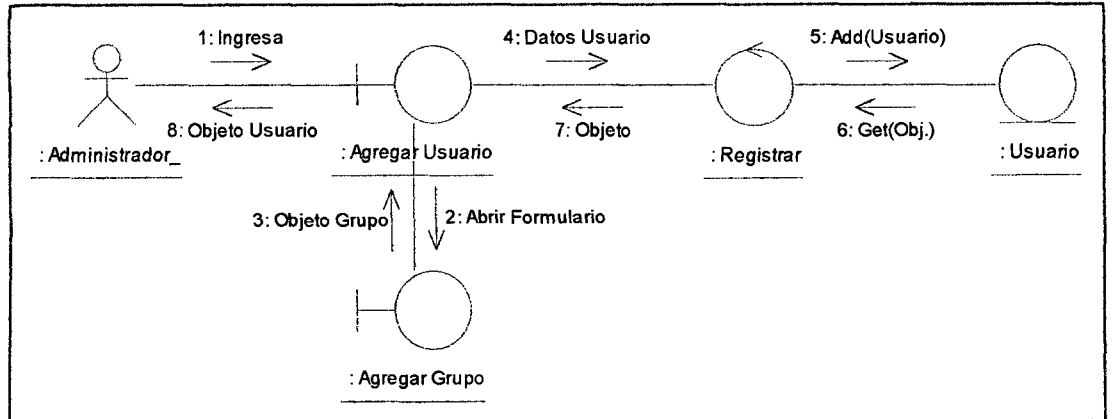 1: Ingresa
4: Datos Usuario
5: Add(Usuario)
8: Objeto Usuario
7: Objeto
6: Get(Obj.)
: Administrador_
: Agregar Usuario
: Registrar
: Usuario
3: Objeto Grupo
2: Abrir Formulario
: Agregar Grupo